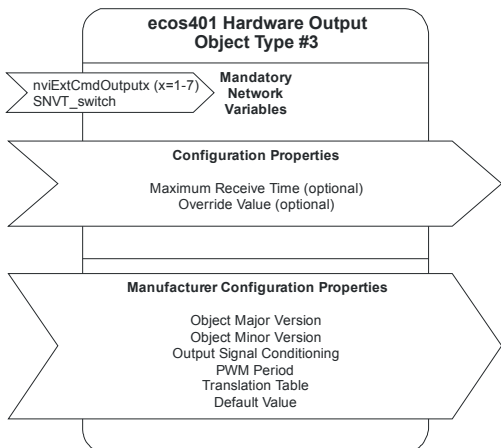 ecos401 Hardware Output
Object Type #3
nviExtCmdOutputx (x=1-7)
SNVT_switch
Mandatory
Network
Variables
Configuration Properties
Maximum Receive Time (optional)
Override Value (optional)
Manufacturer Configuration Properties
Object Major Version
Object Minor Version
Output Signal Conditioning
PWM Period
Translation Table
Default Value